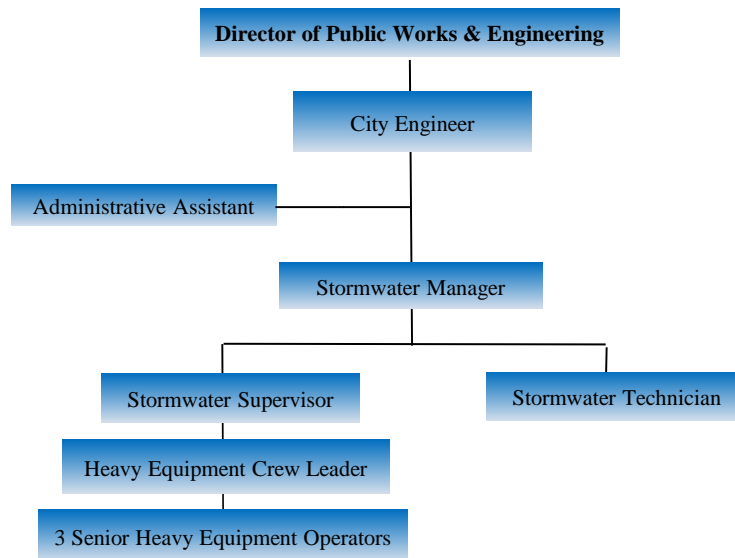 Director of Public Works & Engineering
City Engineer
Administrative Assistant
Stormwater Manager
Stormwater Supervisor
Stormwater Technician
Heavy Equipment Crew Leader
3 Senior Heavy Equipment Operators